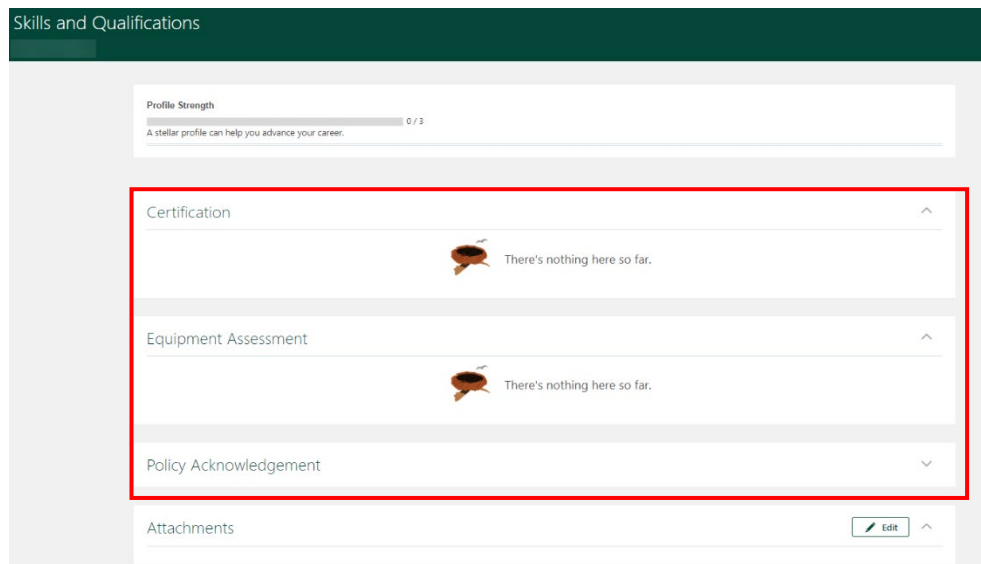 Skills and Qualifications
Profile Strength
0 / 3
A stellar profile can help you advance your career.
Certification
There's nothing here so far.
Equipment Assessment
There's nothing here so far.
Policy Acknowledgement
Attachments
Edit